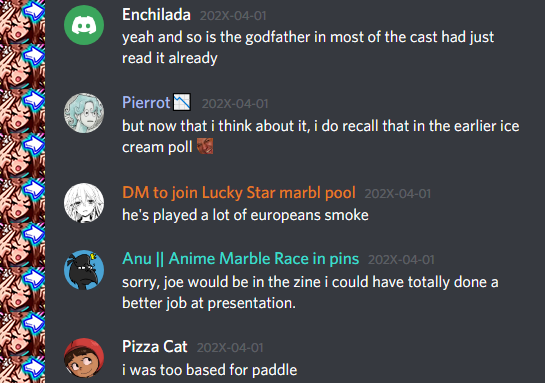 Enchilada 202X-04-01
yeah and so is the godfather in most of the cast had just
read it already
Pierrot 202X-04-01
but now that i think about it, i do recall that in the earlier ice
cream poll
DM to join Lucky Star marbl pool 202X-04-01
he's played a lot of europeans smoke
Anu || Anime Marble Race in pins 202X-04-01
sorry, joe would be in the zine i could have totally done a
better job at presentation.
Pizza Cat 202X-04-01
i was too based for paddle